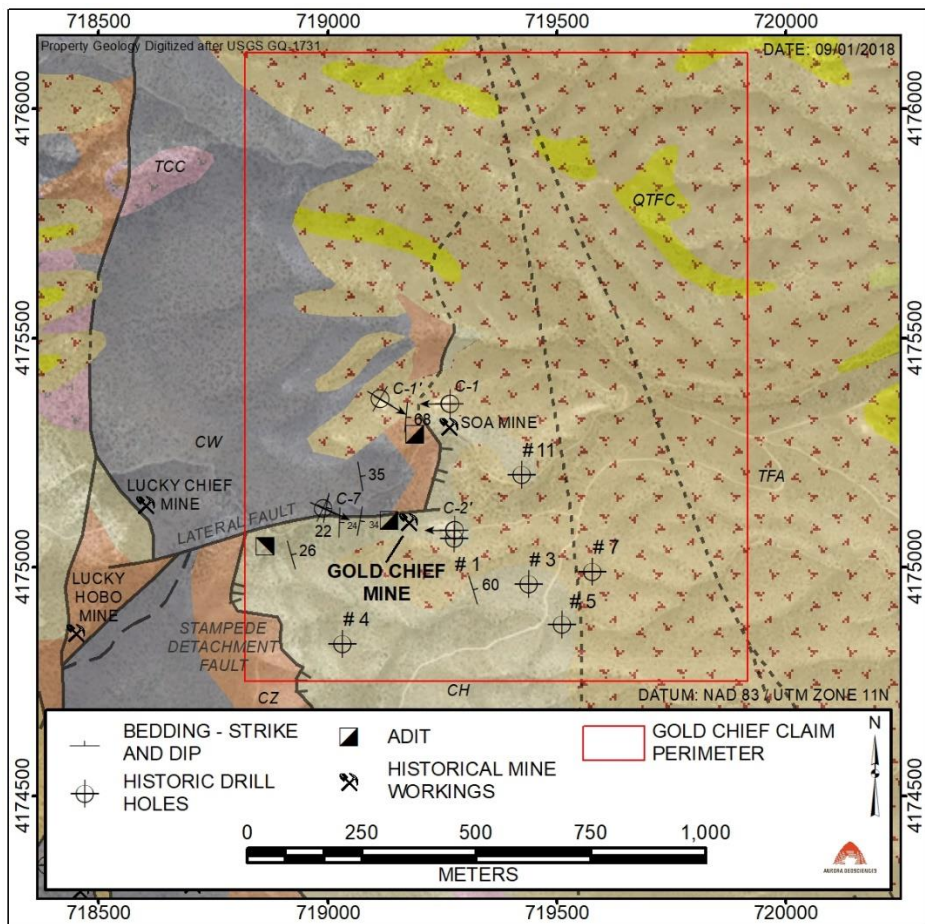 718500 719000 719500 720000
Property Geology Digitized after USGS GQ-1731
DATE: 09/01/2018
4176000
4176000
TCC
QTFC
4175500
4175500
C-1'
C-1
68
SOA MINE
CW
# 11
35
TFA
LUCKY CHIEF
MINE
C-7
C-2'
LATERAL FAULT
22
24
34
26
4175000
4175000
GOLD CHIEF
MINE
# 1
# 3
# 7
60
LUCKY
HOBO
MINE
# 5
# 4
STAMPEDE
DETACHMENT
FAULT
CZ
CH
DATUM: NAD 83 / UTM ZONE 11N
BEDDING - STRIKE
AND DIP
ADIT
GOLD CHIEF CLAIM
PERIMETER
N
HISTORIC DRILL
HOLES
HISTORICAL MINE
WORKINGS
4174500
4174500
0 250 500 750 1,000
METERS
AURORA GEOSCIENCES
718500 719000 719500 720000